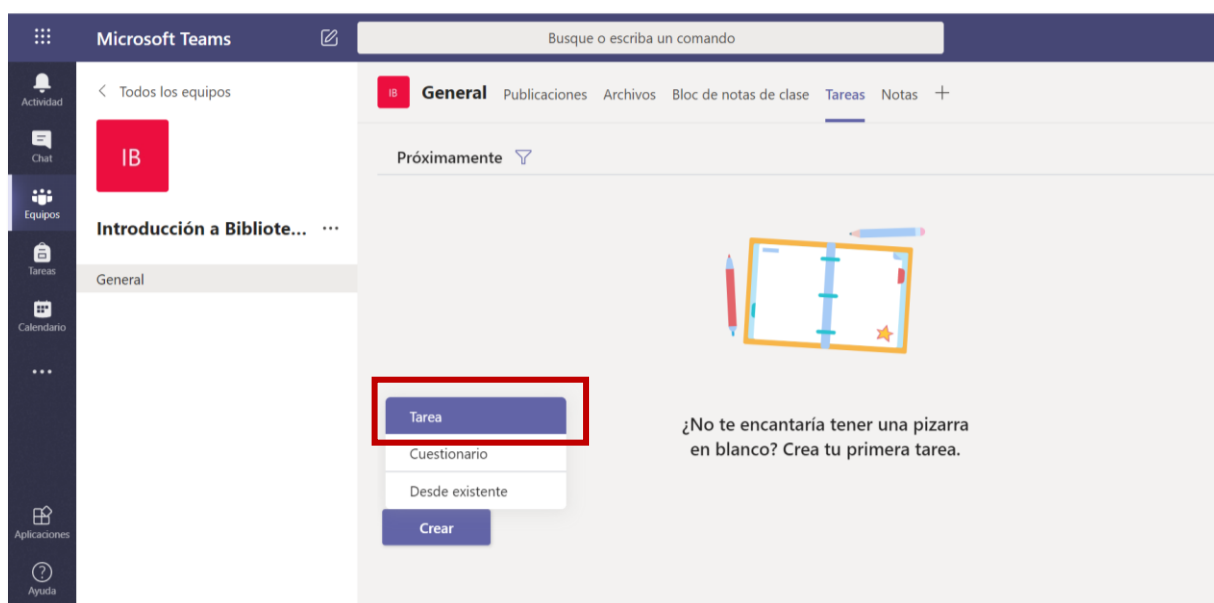 Microsoft Teams
Busque o escriba un comando
Actividad
Chat
Equipos
Tareas
Calendario
Aplicaciones
Ayuda
Todos los equipos
IB
Introducción a Bibliote... ...
General
IB General Publicaciones Archivos Bloc de notas de clase Tareas Notas +
Próximamente
Tarea
Cuestionario
Desde existente
Crear
¿No te encantaría tener una pizarra
en blanco? Crea tu primera tarea.